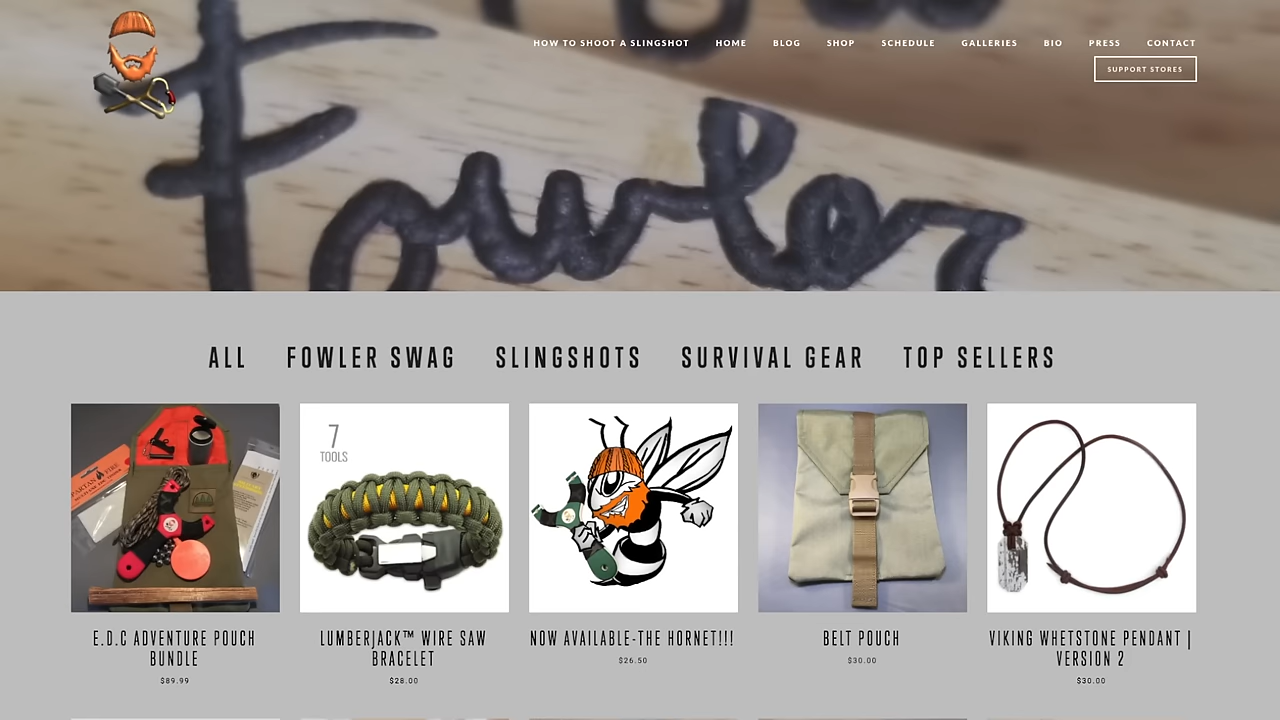 HOW TO SHOOT A SLINGSHOT HOME BLOG SHOP SCHEDULE GALLERIES BIO PRESS CONTACT
SUPPORT STORES
Fowler
ALL FOWLER SWAG SLINGSHOTS SURVIVAL GEAR TOP SELLERS
7
TOOLS
E.D.C ADVENTURE POUCH
BUNDLE
$89.99
LUMBERJACK™ WIRE SAW
BRACELET
$28.00
NOW AVAILABLE-THE HORNET!!!
$26.50
BELT POUCH
$30.00
VIKING WHETSTONE PENDANT |
VERSION 2
$30.00